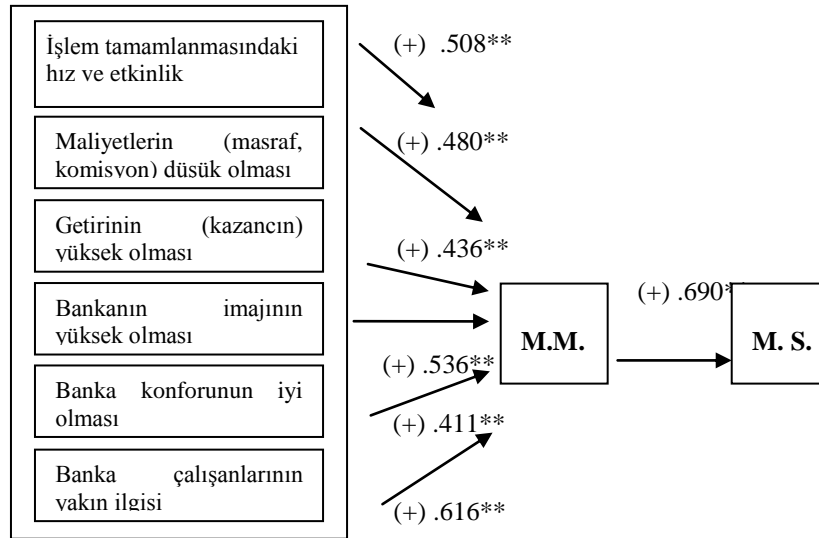 İşlem tamamlanmasındaki
hız ve etkinlik
(+) .508**
Maliyetlerin (masraf,
komisyon) düşük olması
(+) .480**
Getirinin (kazancın)
yüksek olması
(+) .436**
Bankanın imajının
yüksek olması
(+) .536**
Banka konforunun iyi
olması
(+) .411**
Banka çalışanlarının
yakın ilgisi
(+) .616**
M.M.
(+) .690*
M. S.